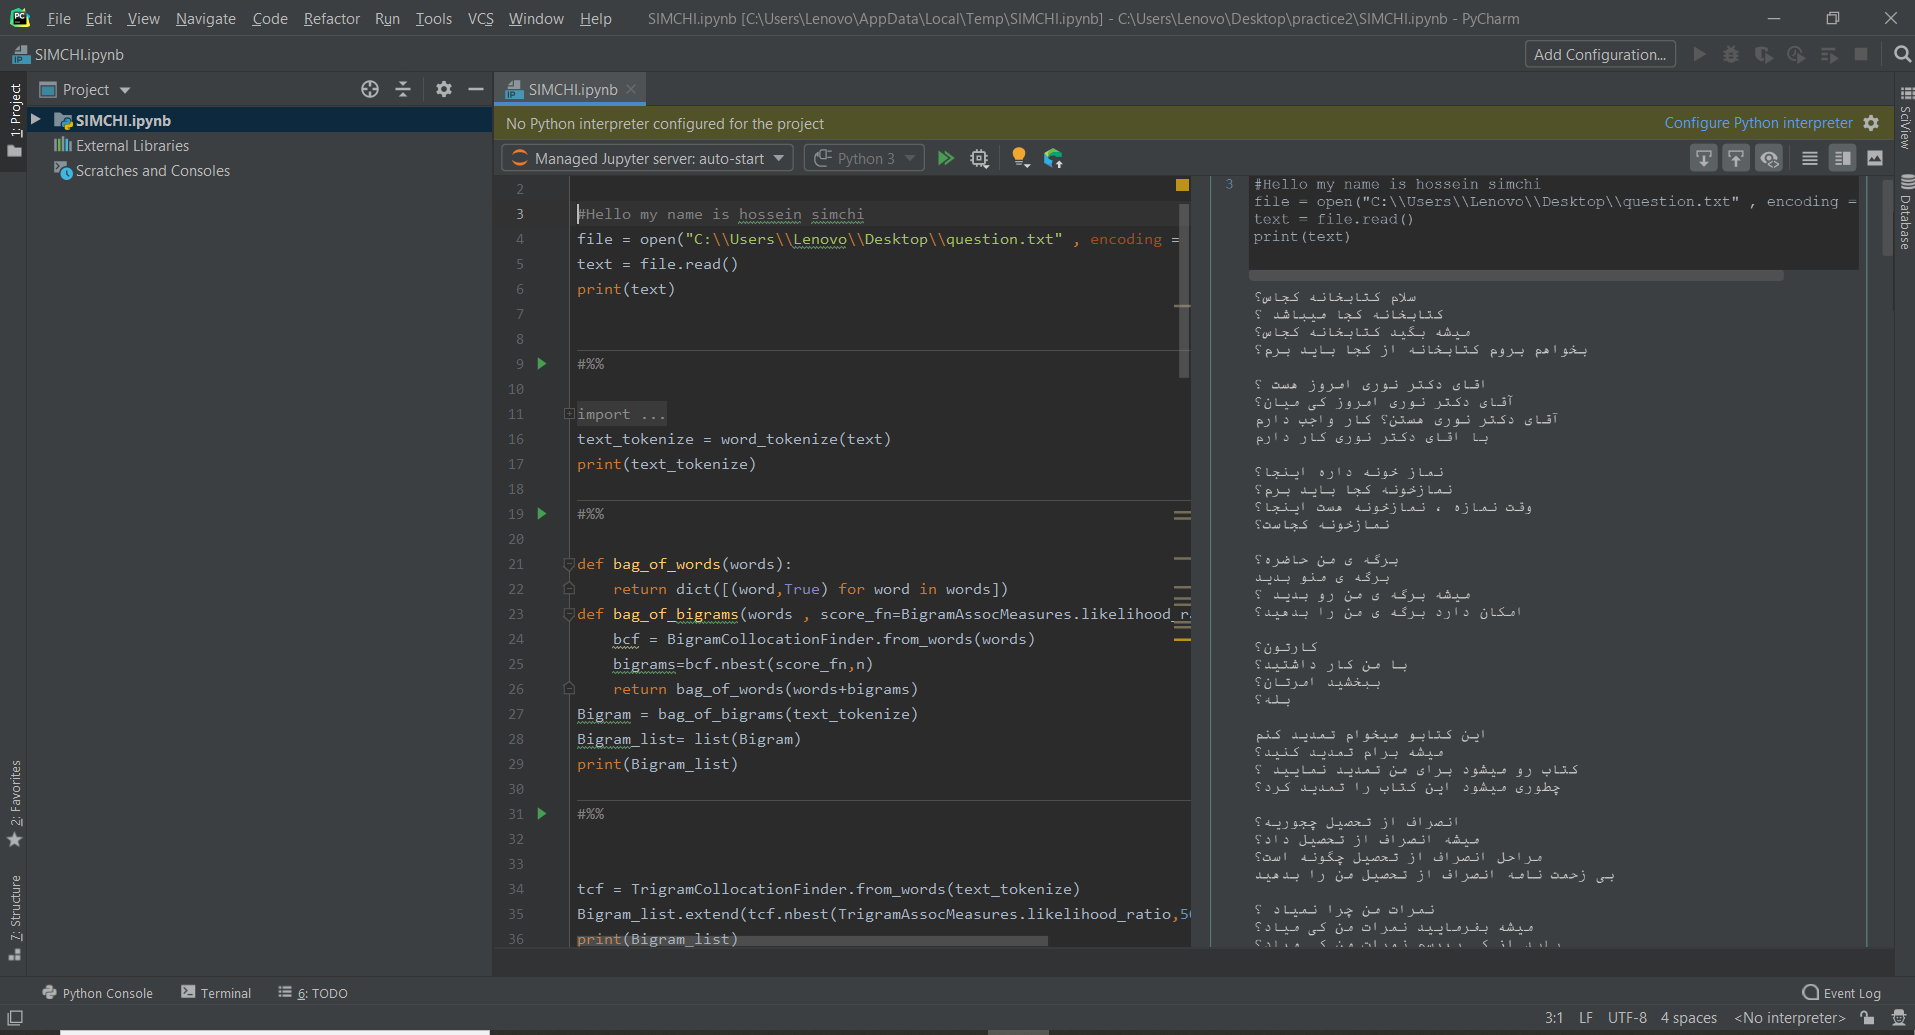 File Edit View Navigate Code Refactor Run Tools VCS Window Help
SIMCHI.ipynb [C:\Users\Lenovo\AppData\Local\Temp\SIMCHI.ipynb] - C:\Users\Lenovo\Desktop\practice2\SIMCHI.ipynb - PyCharm
SIMCHI.ipynb
Add Configuration...
1: Project
2: Favorites
7: Structure
Project
SIMCHI.ipynb
External Libraries
Scratches and Consoles
SIMCHI.ipynb
No Python interpreter configured for the project
Configure Python interpreter
Managed Jupyter server: auto-start
Python 3
2
3 #Hello my name is hossein simchi
4 file = open("C:\\Users\\Lenovo\\Desktop\\question.txt" , encoding =
5 text = file.read()
6 print(text)
7
8
9 #%%
10
11 import ...
16 text_tokenize = word_tokenize(text)
17 print(text_tokenize)
18
19 #%%
20
21 def bag_of_words(words):
22 return dict([(word,True) for word in words])
23 def bag_of_bigrams(words , score_fn=BigramAssocMeasures.likelihood_ra
24 bcf = BigramCollocationFinder.from_words(words)
25 bigrams=bcf.nbest(score_fn,n)
26 return bag_of_words(words+bigrams)
27 Bigram = bag_of_bigrams(text_tokenize)
28 Bigram_list= list(Bigram)
29 print(Bigram_list)
30
31 #%%
32
33
34 tcf = TrigramCollocationFinder.from_words(text_tokenize)
35 Bigram_list.extend(tcf.nbest(TrigramAssocMeasures.likelihood_ratio,50
36 print(Bigram_list)
3 #Hello my name is hossein simchi
file = open("C:\\Users\\Lenovo\\Desktop\\question.txt" , encoding =
text = file.read()
print(text)
سلام کتابخانه کجاس؟
کتابخانه کجا میباشد ؟
میشه بگید کتابخانه کجاس؟
بخواهم بروم کتابخانه از کجا باید برم؟
اقای دکتر نوری امروز هست ؟
آقای دکتر نوری امروز کی میان؟
آقای دکتر نوری هستن؟ کار واجب دارم
با اقای دکتر نوری کار دارم
نماز خونه داره اینجا؟
نمازخونه کجا باید برم؟
وقت نمازه ، نمازخونه هست اینجا؟
نمازخونه کجاست؟
برگه ی من حاضره؟
برگه ی منو بدید
میشه برگه ی من رو بدید ؟
امکان دارد برگه ی من را بدهید؟
کارتون؟
با من کار داشتید؟
ببخشید امرتان؟
بله؟
این کتابو میخوام تمدید کنم
میشه برام تمدید کنید؟
کتاب رو میشود برای من تمدید نمایید ؟
چطوری میشود این کتاب را تمدید کرد؟
انصراف از تحصیل چجوریه؟
میشه انصراف از تحصیل داد؟
مراحل انصراف از تحصیل چگونه است؟
بی زحمت نامه انصراف از تحصیل من را بدهید
نمرات من چرا نمیاد ؟
میشه بفرمایید نمرات من کی میاد؟
SciView
Database
Python Console
Terminal
6: TODO
Event Log
3:1 LF UTF-8 4 spaces <No interpreter>